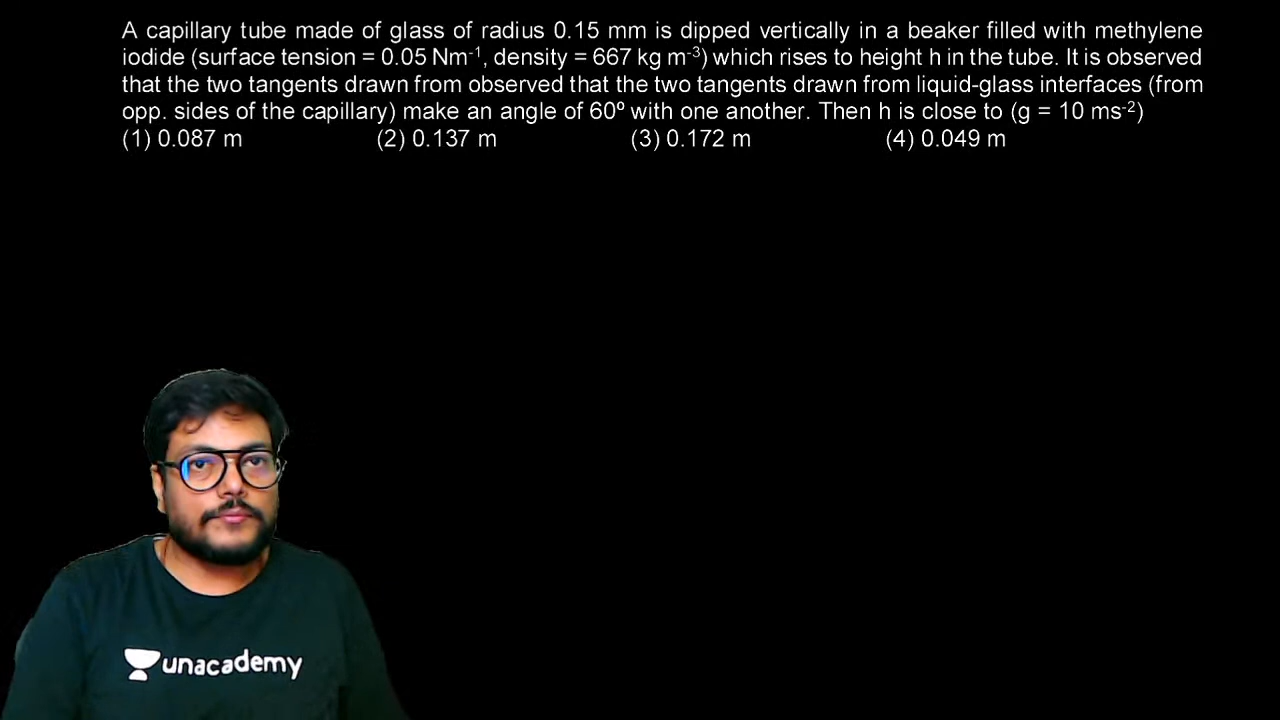 A capillary tube made of glass of radius 0.15 mm is dipped vertically in a beaker filled with methylene
iodide (surface tension = 0.05 Nm⁻¹, density = 667 kg m⁻³) which rises to height h in the tube. It is observed
that the two tangents drawn from observed that the two tangents drawn from liquid-glass interfaces (from
opp. sides of the capillary) make an angle of 60º with one another. Then h is close to (g = 10 ms⁻²)
(1) 0.087 m (2) 0.137 m (3) 0.172 m (4) 0.049 m
unacademy